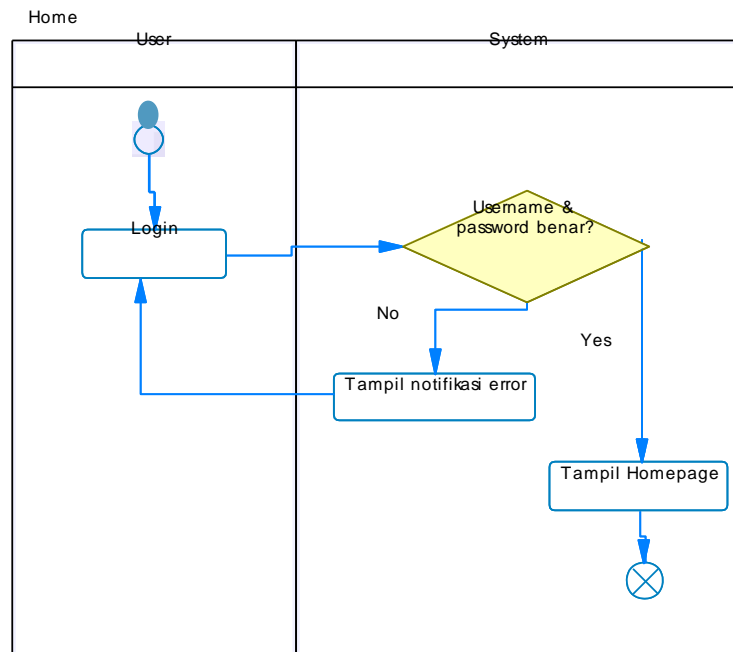 Home
User
System
Login
Username &
password benar?
No
Yes
Tampil notifikasi error
Tampil Homepage